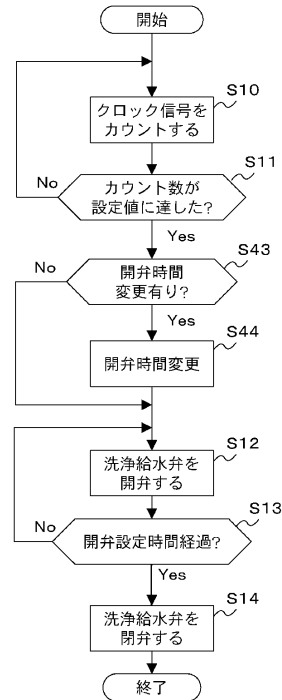 開始
S10
クロック信号を
カウントする
S11
カウント数が
設定値に達した?
No
Yes
S43
開弁時間
変更有り?
No
Yes
S44
開弁時間変更
S12
洗浄給水弁を
開弁する
S13
開弁設定時間経過?
No
Yes
S14
洗浄給水弁を
閉弁する
終了